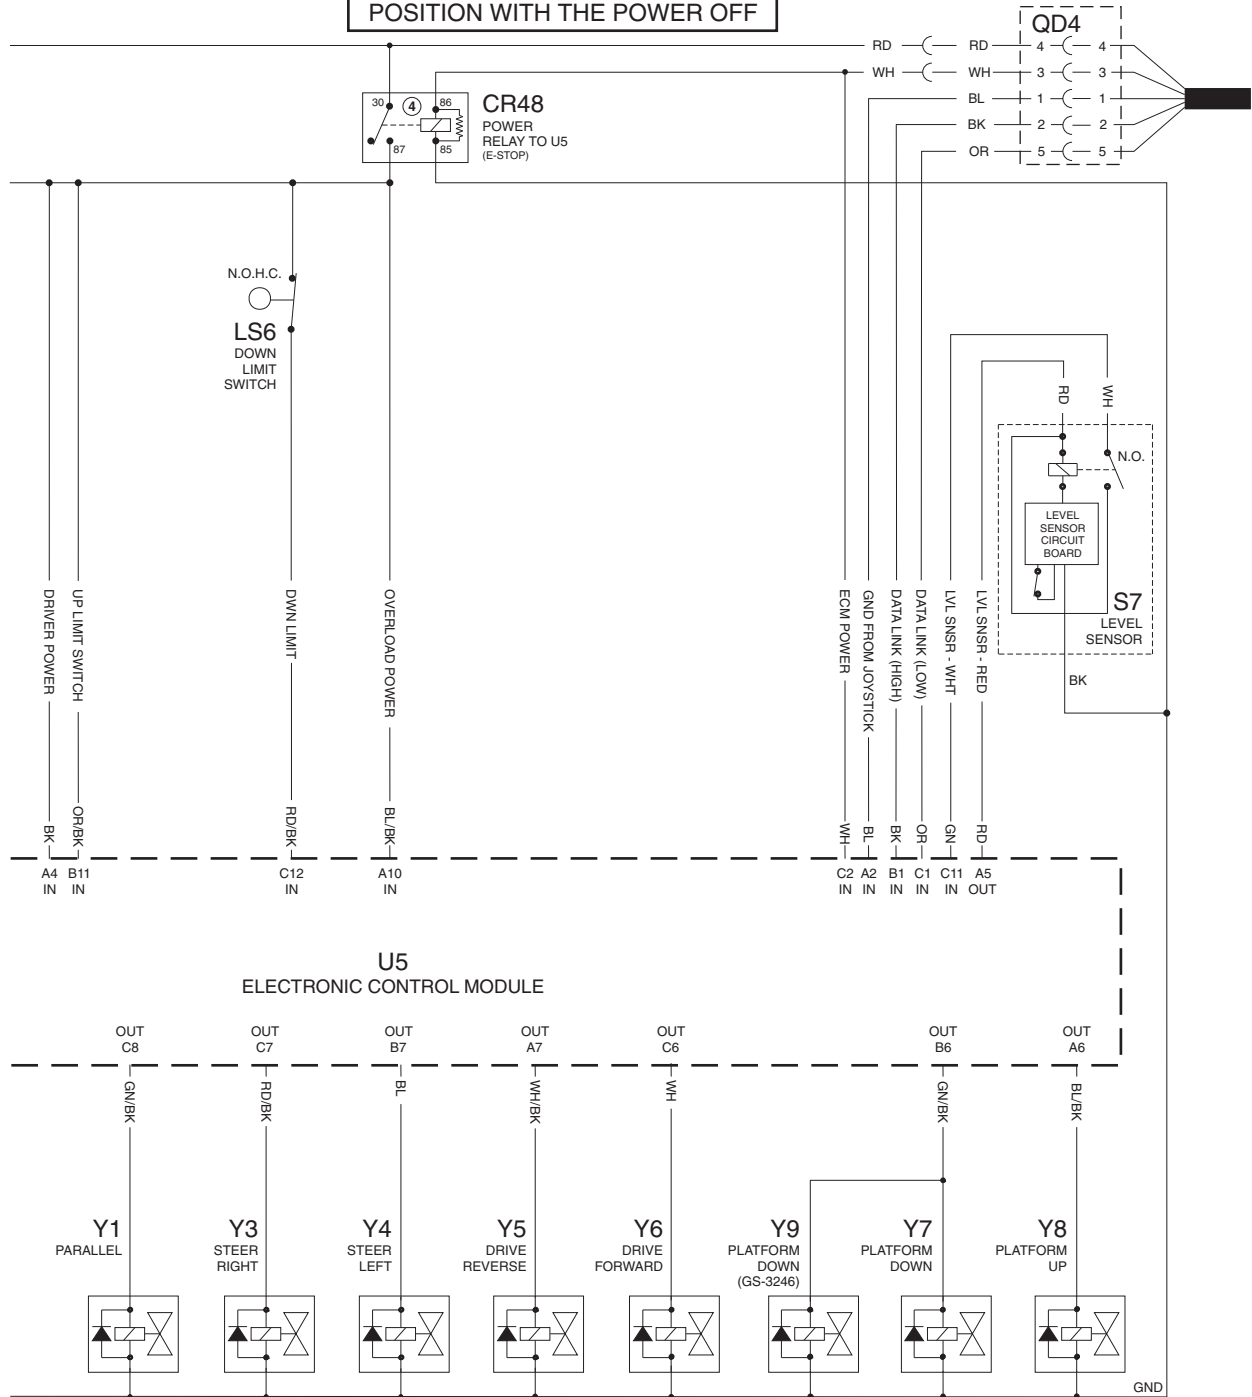 POSITION WITH THE POWER OFF
QD4
RD RD 4 4
WH WH 3 3
BL 1 1
BK 2 2
OR 5 5
30 4 86
87 85
CR48
POWER
RELAY TO U5
(E-STOP)
N.O.H.C.
LS6
DOWN
LIMIT
SWITCH
RD
WH
N.O.
LEVEL
SENSOR
CIRCUIT
BOARD
S7
LEVEL
SENSOR
BK
DRIVER POWER
UP LIMIT SWITCH
DWN LIMIT
OVERLOAD POWER
ECM POWER
GND FROM JOYSTICK
DATA LINK (HIGH)
DATA LINK (LOW)
LVL SNSR - WHT
LVL SNSR - RED
BK
OR/BK
RD/BK
BL/BK
WH
BL
BK
OR
GN
RD
A4 B11 C12 A10 C2 A2 B1 C1 C11 A5
IN IN IN IN IN IN IN IN IN OUT
U5
ELECTRONIC CONTROL MODULE
OUT OUT OUT OUT OUT OUT OUT
C8 C7 B7 A7 C6 B6 A6
GN/BK
RD/BK
BL
WH/BK
WH
GN/BK
BL/BK
Y1
PARALLEL
Y3
STEER
RIGHT
Y4
STEER
LEFT
Y5
DRIVE
REVERSE
Y6
DRIVE
FORWARD
Y9
PLATFORM
DOWN
(GS-3246)
Y7
PLATFORM
DOWN
Y8
PLATFORM
UP
GND